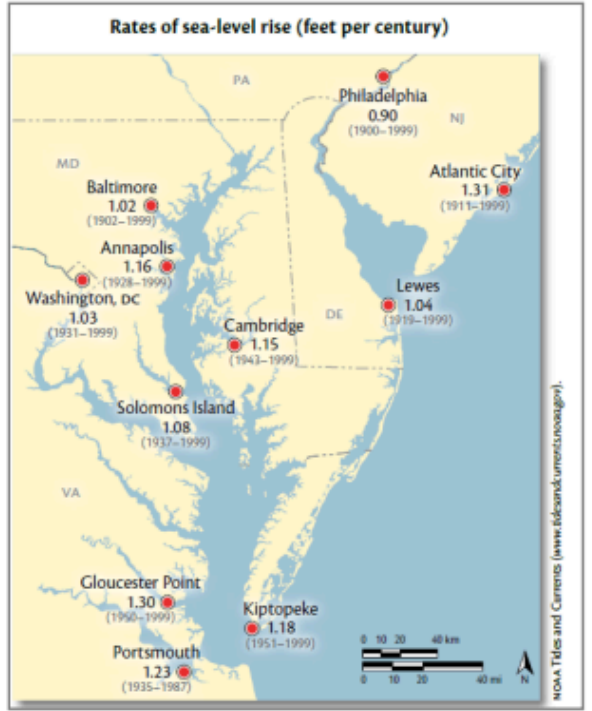 Rates of sea-level rise (feet per century)
PA
Philadelphia
0.90
(1900–1999)
NJ
MD
Atlantic City
1.31
(1911–1999)
Baltimore
1.02
(1902–1999)
Annapolis
1.16
(1928–1999)
Washington, DC
1.03
(1931–1999)
Lewes
1.04
(1919–1999)
DE
Cambridge
1.15
(1943–1999)
Solomons Island
1.08
(1937–1999)
VA
Gloucester Point
1.30
(1950–1999)
Kiptopeke
1.18
(1951–1999)
Portsmouth
1.23
(1935–1987)
0 10 20 40 km
0 10 20 40 mi
N
NOAA Tides and Currents (www.tidesandcurrents.noaa.gov).